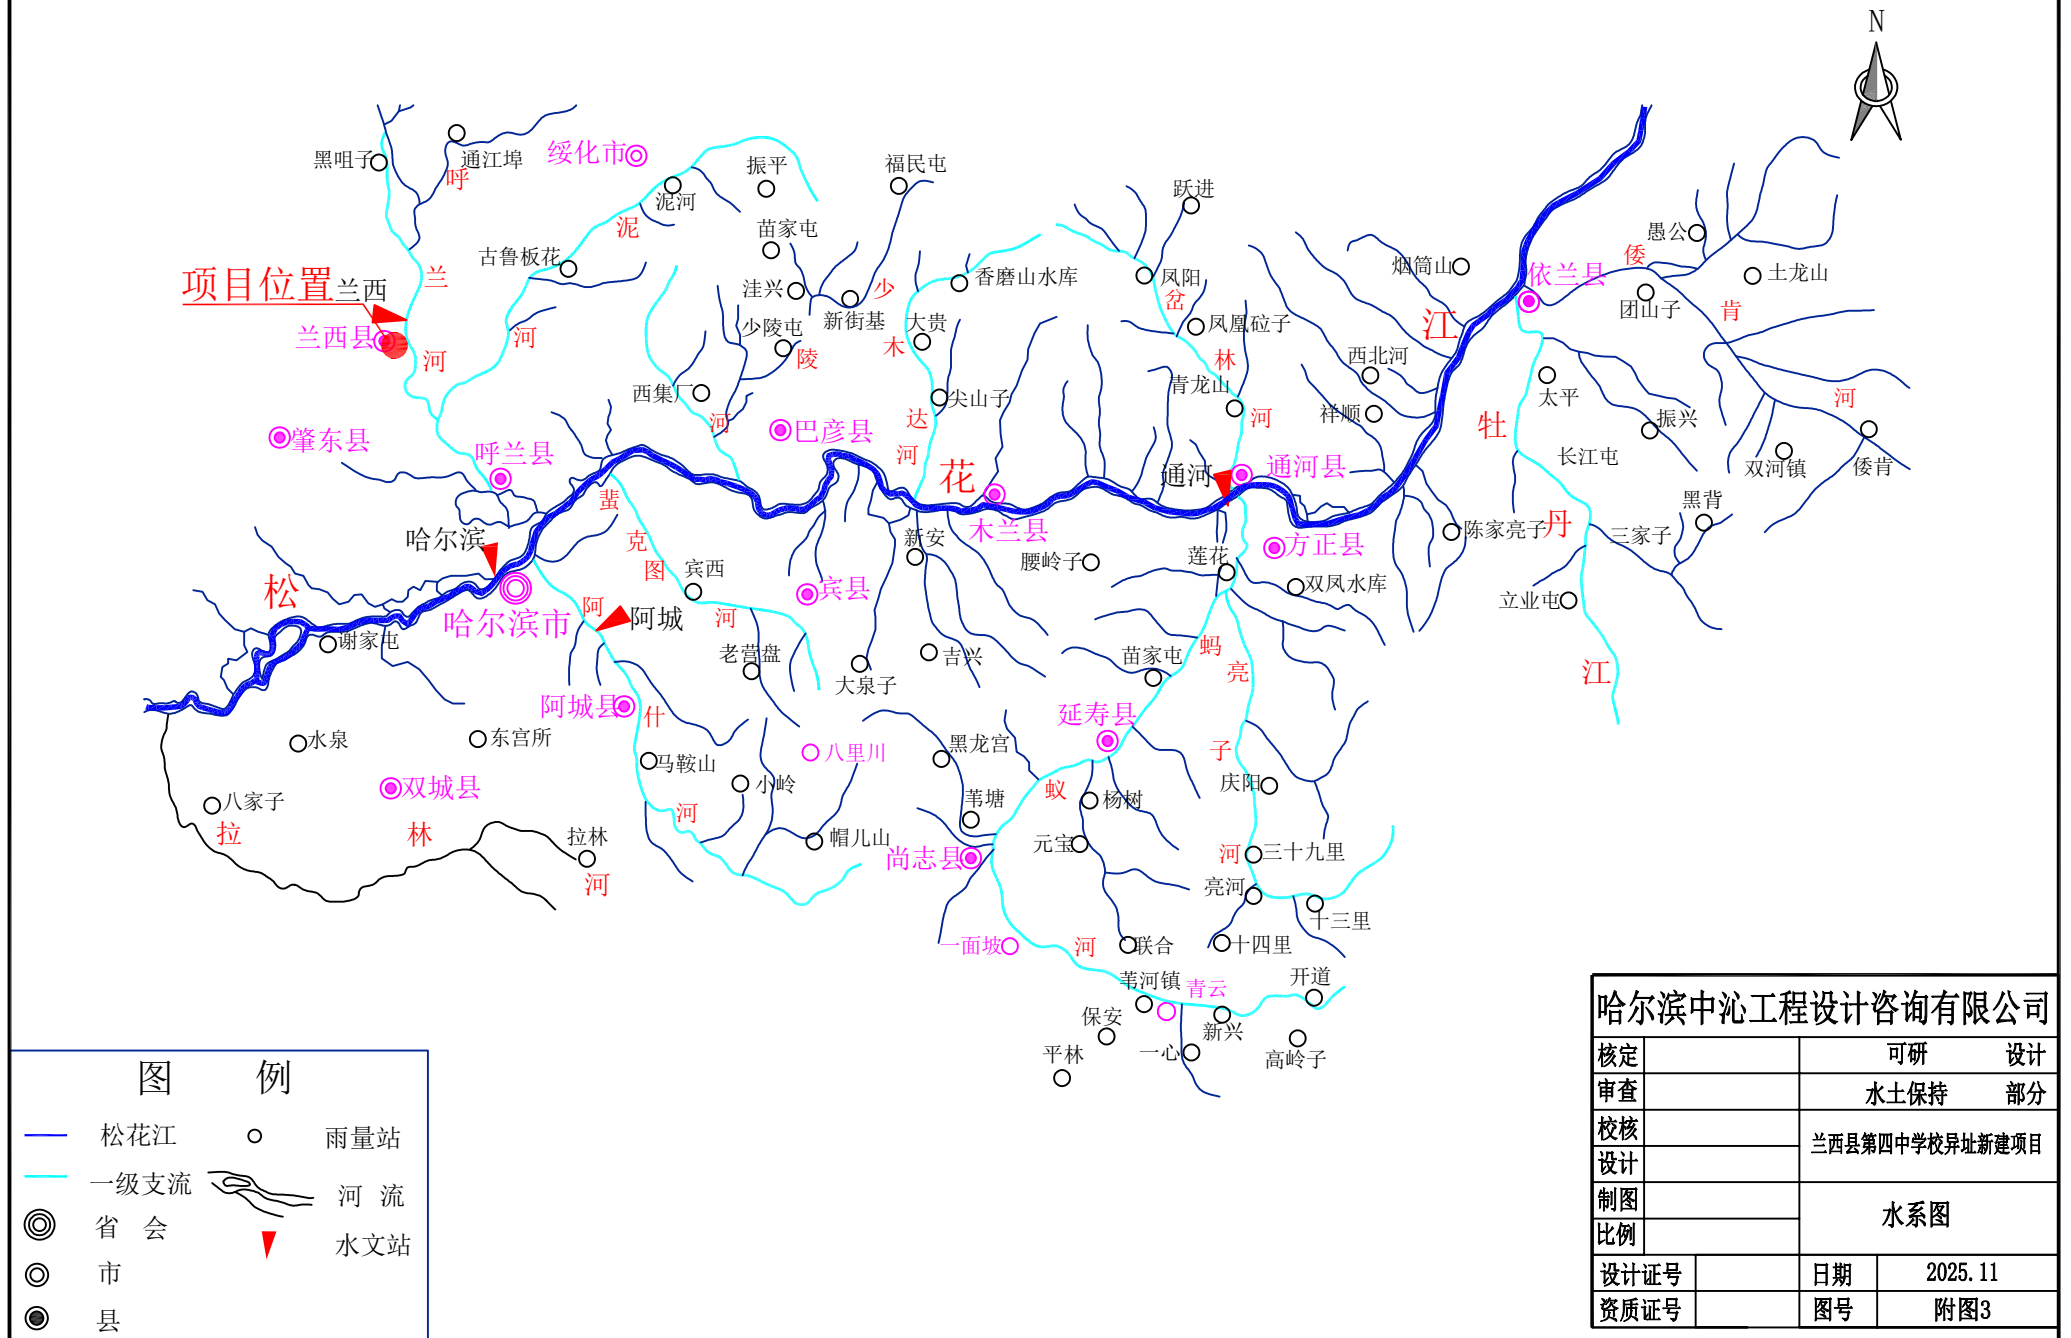 N
黑咀子
通江埠
呼
绥化市
泥河
振平
福民屯
跃进
泥
苗家屯
古鲁板花
愚公
倭
兰
项目位置
兰西
洼兴
少
新街基
香磨山水库
凤阳
岔
烟筒山
依兰县
土龙山
团山子
肯
兰西县
河
河
少陵屯
陵
大贵
木
凤凰砬子
林
江
西北河
西集厂
尖山子
青龙山
太平
河
河
巴彦县
达
河
祥顺
牡
振兴
肇东县
呼兰县
河
花
通河
通河县
长江屯
双河镇
倭肯
蜚
木兰县
黑背
哈尔滨
克
新安
腰岭子
莲花
方正县
陈家亮子
丹
三家子
图
宾西
宾县
双凤水库
松
阿
河
立业屯
哈尔滨市
阿城
谢家屯
老营盘
吉兴
苗家屯
蚂
亮
江
大泉子
阿城县
什
延寿县
水泉
东宫所
八里川
黑龙宫
子
马鞍山
小岭
庆阳
双城县
八家子
苇塘
蚁
杨树
拉
林
拉林
河
帽儿山
元宝
尚志县
河
三十九里
河
亮河
十三里
一面坡
河
联合
十四里
苇河镇
青云
开道
保安
新兴
平林
一心
高岭子
图 例
松花江
雨量站
一级支流
河 流
省 会
水文站
市
县
哈尔滨中沁工程设计咨询有限公司
核定
可研 设计
审查
水土保持 部分
校核
兰西县第四中学校异址新建项目
设计
制图
水系图
比例
设计证号
日期
2025.11
资质证号
图号
附图3